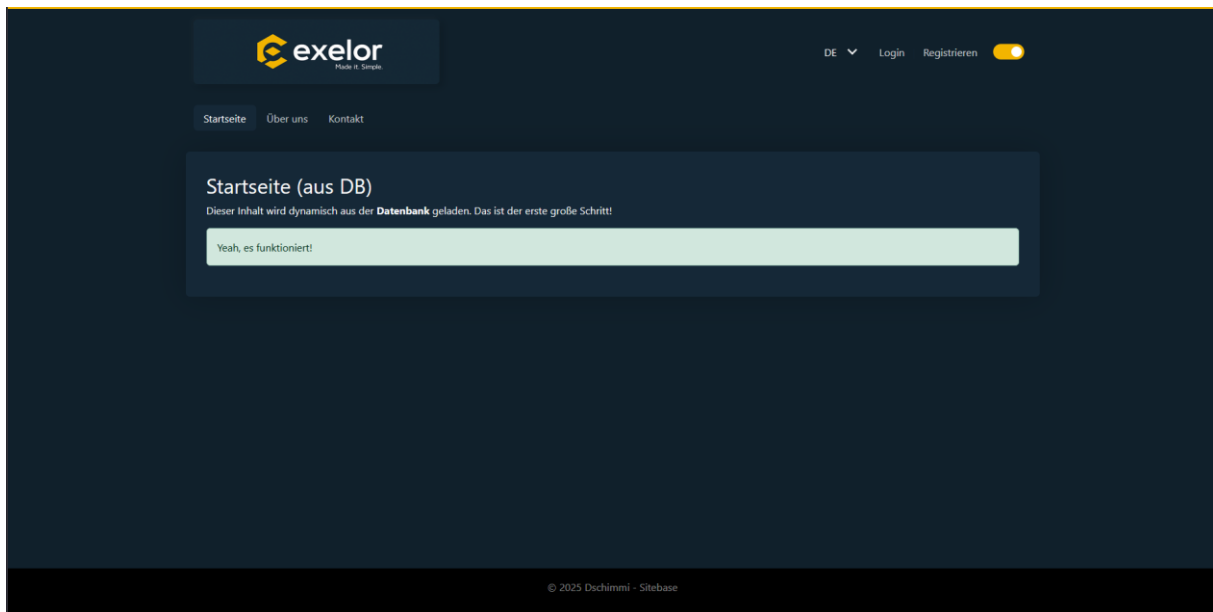 exelor
Made it. Simple.
DE Login Registrieren
Startseite Über uns Kontakt
Startseite (aus DB)
Dieser Inhalt wird dynamisch aus der Datenbank geladen. Das ist der erste große Schritt!
Yeah, es funktioniert!
© 2025 Dschimmi - Sitebase